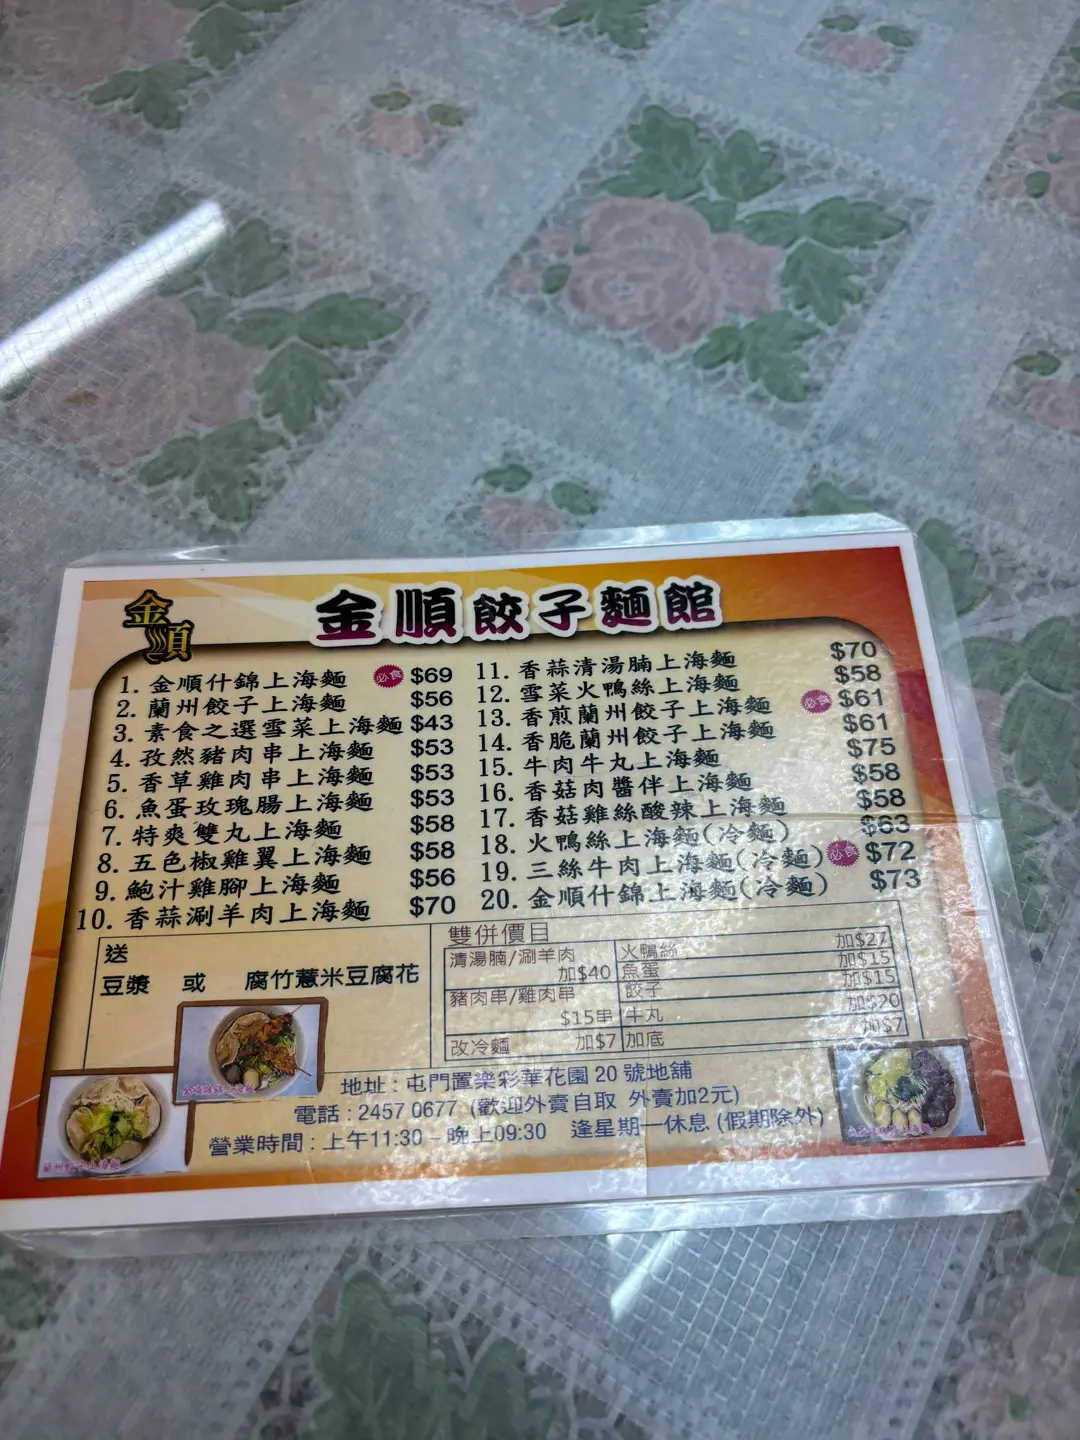 金順
金順餃子麵館
1. 金順什錦上海麵 必食 $69
2. 蘭州餃子上海麵 $56
3. 素食之選雪菜上海麵 $43
4. 孜然豬肉串上海麵 $53
5. 香草雞肉串上海麵 $53
6. 魚蛋玫瑰腸上海麵 $53
7. 特爽雙丸上海麵 $58
8. 五色椒雞翼上海麵 $58
9. 鮑汁雞腳上海麵 $56
10. 香蒜涮羊肉上海麵 $70
11. 香蒜清湯腩上海麵 $70
12. 雪菜火鴨絲上海麵 $58
13. 香煎蘭州餃子上海麵 必食 $61
14. 香脆蘭州餃子上海麵 $61
15. 牛肉牛丸上海麵 $75
16. 香菇肉醬伴上海麵 $58
17. 香菇雞絲酸辣上海麵 $58
18. 火鴨絲上海麵(冷麵) $63
19. 三絲牛肉上海麵(冷麵) 必食 $72
20. 金順什錦上海麵(冷麵) $73
送
豆漿 或 腐竹薏米豆腐花
雙併價目
清湯腩/涮羊肉
加$40
豬肉串/雞肉串
$15串
改冷麵 加$7
火鴨絲 加$27
魚蛋 加$15
餃子 加$15
牛丸 加$20
加底 加$7
地址 : 屯門置樂彩華花園 20 號地舖
電話 : 2457 0677 (歡迎外賣自取 外賣加2元)
營業時間 : 上午11:30 – 晚上09:30 逢星期一休息 (假期除外)